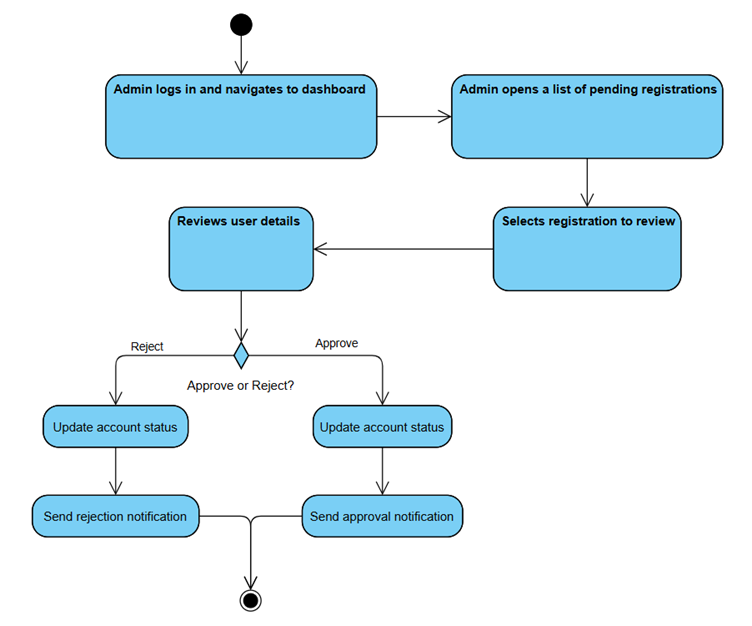 Admin logs in and navigates to dashboard
Admin opens a list of pending registrations
Reviews user details
Selects registration to review
Reject
Approve
Approve or Reject?
Update account status
Update account status
Send rejection notification
Send approval notification